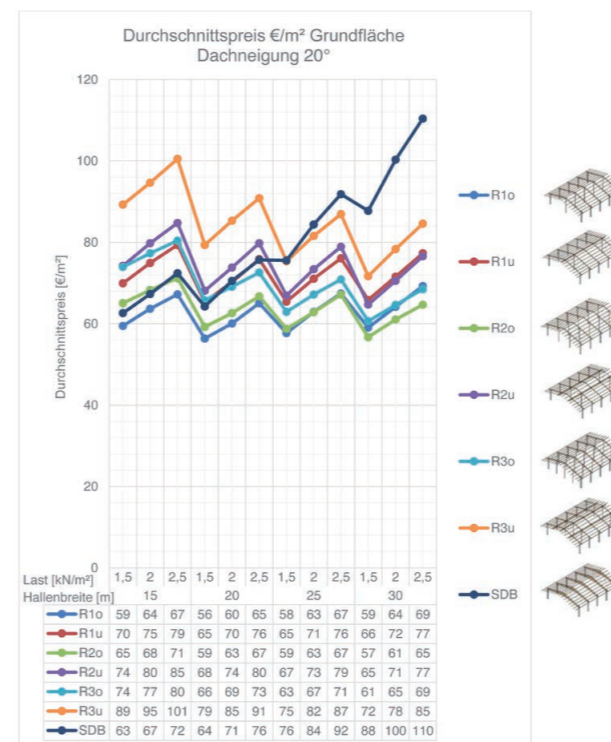 Durchschnittspreis €/m² Grundfläche
Dachneigung 20°
120
100
80
60
40
20
0
Durchschnittspreis [€/m²]
R1o
R1u
R2o
R2u
R3o
R3u
SDB
Last [kN/m²] 1,5 2 2,5 1,5 2 2,5 1,5 2 2,5 1,5 2 2,5
Hallenbreite [m] 15 20 25 30
R1o 59 64 67 56 60 65 58 63 67 59 64 69
R1u 70 75 79 65 70 76 65 71 76 66 72 77
R2o 65 68 71 59 63 67 59 63 67 57 61 65
R2u 74 80 85 68 74 80 67 73 79 65 71 77
R3o 74 77 80 66 69 73 63 67 71 61 65 69
R3u 89 95 101 79 85 91 75 82 87 72 78 85
SDB 63 67 72 64 71 76 76 84 92 88 100 110